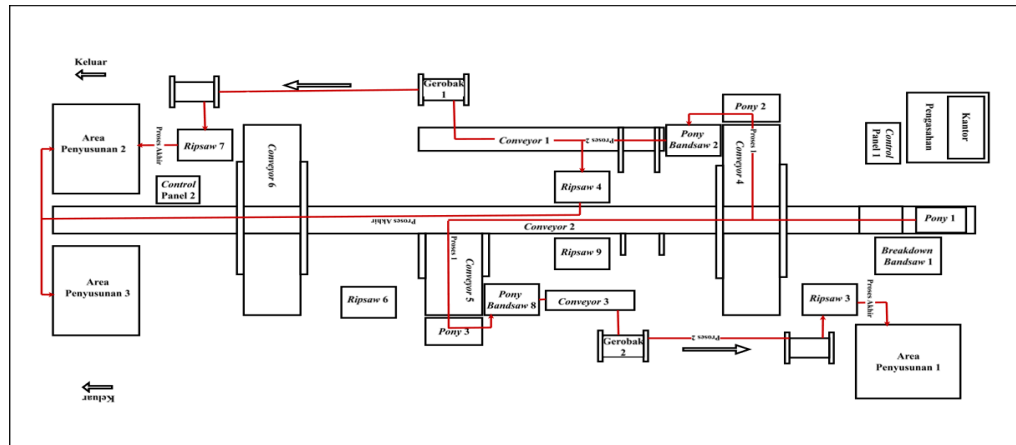 Keluar
Gerobak
1
Pony 2
Area
Penyusunan 2
Proses Akhir
Ripsaw 7
Conveyor 6
Conveyor 1
Proses 2
Pony
Bandsaw 2
Proses 1
Conveyor 4
Control
Panel 1
Pengasahan
Kantor
Control
Panel 2
Ripsaw 4
Proses Akhir
Conveyor 2
Pony 1
Area
Penyusunan 3
Proses 1
Conveyor 5
Ripsaw 9
Breakdown
Bandsaw 1
Ripsaw 6
Pony
Bandsaw 8
Conveyor 3
Ripsaw 3
Proses Akhir
Pony 3
Gerobak
2
Proses 2
Area
Penyusunan 1
Keluar